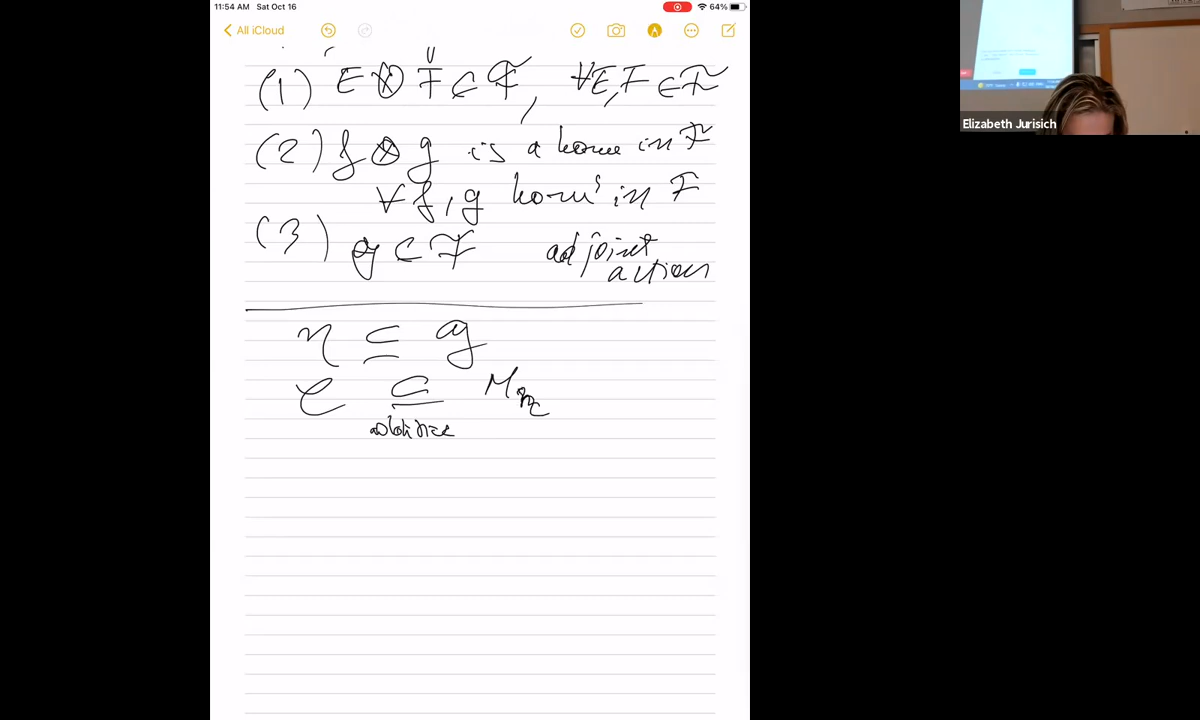 11:54 AM Sat Oct 16
64%
All iCloud
(1) E ⊗ F ∈ 𝓕, ∀E, F ∈ 𝓕
(2) f ⊗ g is a hom in 𝓕
∀ f, g hom's in 𝓕
(3) 𝔤 ∈ 𝓕 adjoint
action
η ⊆ 𝔤
𝒞 ⊆ M
Elizabeth Jurisich